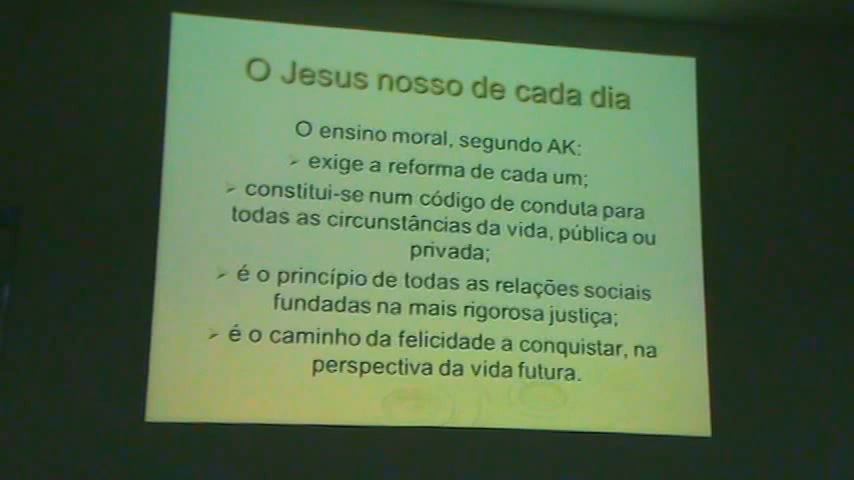 O Jesus nosso de cada dia
O ensino moral, segundo AK:
➢ exige a reforma de cada um;
➢ constitui-se num código de conduta para
todas as circunstâncias da vida, pública ou
privada;
➢ é o princípio de todas as relações sociais
fundadas na mais rigorosa justiça;
➢ é o caminho da felicidade a conquistar, na
perspectiva da vida futura.